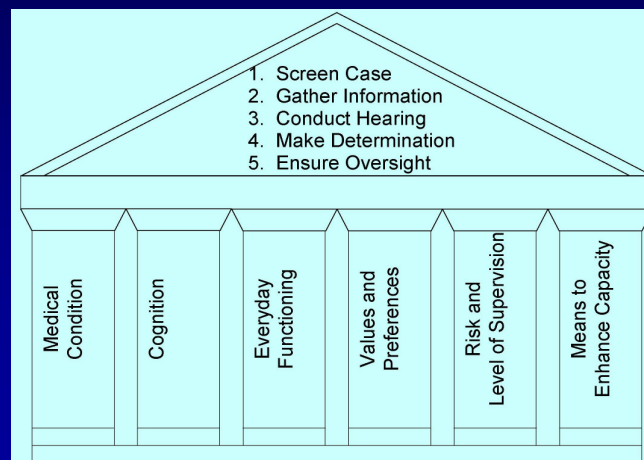 1. Screen Case
2. Gather Information
3. Conduct Hearing
4. Make Determination
5. Ensure Oversight
Medical
Condition
Cognition
Everyday
Functioning
Values and
Preferences
Risk and
Level of Supervision
Means to
Enhance Capacity